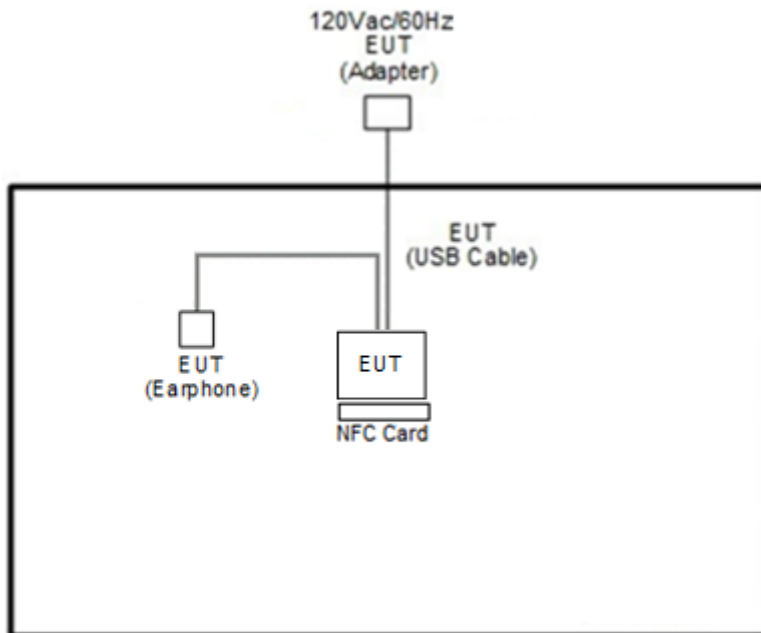 120Vac/60Hz
EUT
(Adapter)
EUT
(USB Cable)
EUT
(Earphone)
EUT
NFC Card